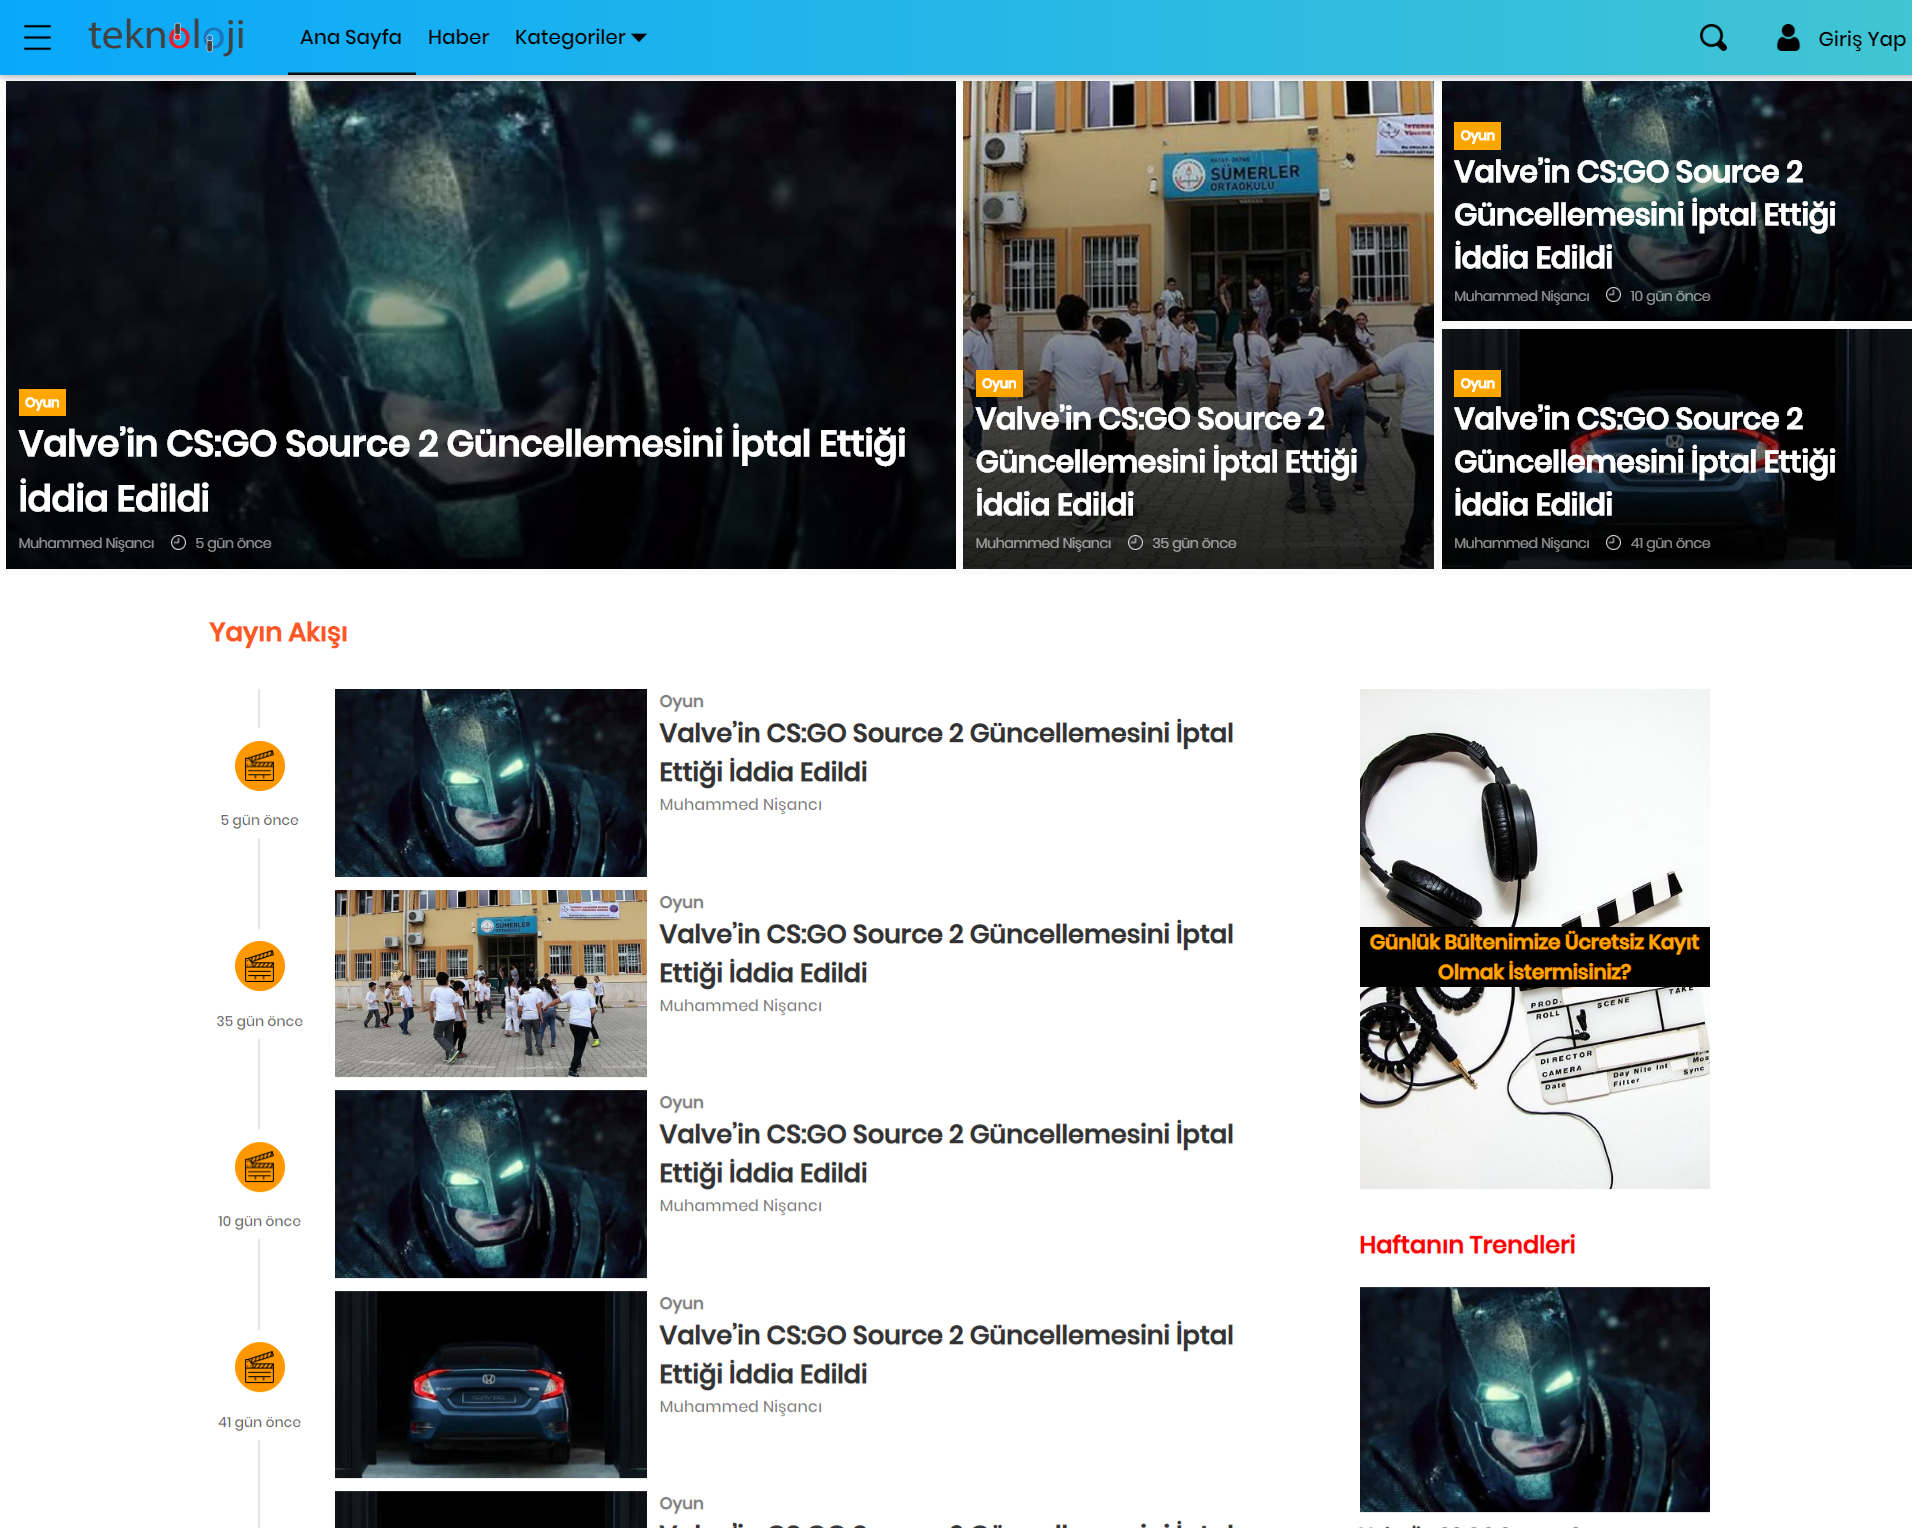 teknoloji
Ana Sayfa
Haber
Kategoriler
Giriş Yap
Oyun
Valve’in CS:GO Source 2 Güncellemesini İptal Ettiği
İddia Edildi
Muhammed Nişancı
5 gün önce
SÜMERLER
ORTAOKULU
Oyun
Valve’in CS:GO Source 2
Güncellemesini İptal Ettiği
İddia Edildi
Muhammed Nişancı
35 gün önce
Oyun
Valve’in CS:GO Source 2
Güncellemesini İptal Ettiği
İddia Edildi
Muhammed Nişancı
10 gün önce
Oyun
Valve’in CS:GO Source 2
Güncellemesini İptal Ettiği
İddia Edildi
Muhammed Nişancı
41 gün önce
Yayın Akışı
5 gün önce
Oyun
Valve’in CS:GO Source 2 Güncellemesini İptal
Ettiği İddia Edildi
Muhammed Nişancı
35 gün önce
SÜMERLER
Oyun
Valve’in CS:GO Source 2 Güncellemesini İptal
Ettiği İddia Edildi
Muhammed Nişancı
10 gün önce
Oyun
Valve’in CS:GO Source 2 Güncellemesini İptal
Ettiği İddia Edildi
Muhammed Nişancı
41 gün önce
Oyun
Valve’in CS:GO Source 2 Güncellemesini İptal
Ettiği İddia Edildi
Muhammed Nişancı
Oyun
Günlük Bültenimize Ücretsiz Kayıt
Olmak İstermisiniz?
PROD.
ROLL
SCENE
TAKE
DIRECTOR
CAMERA
Date
Day Nite Int
Filter
Sync
Haftanın Trendleri